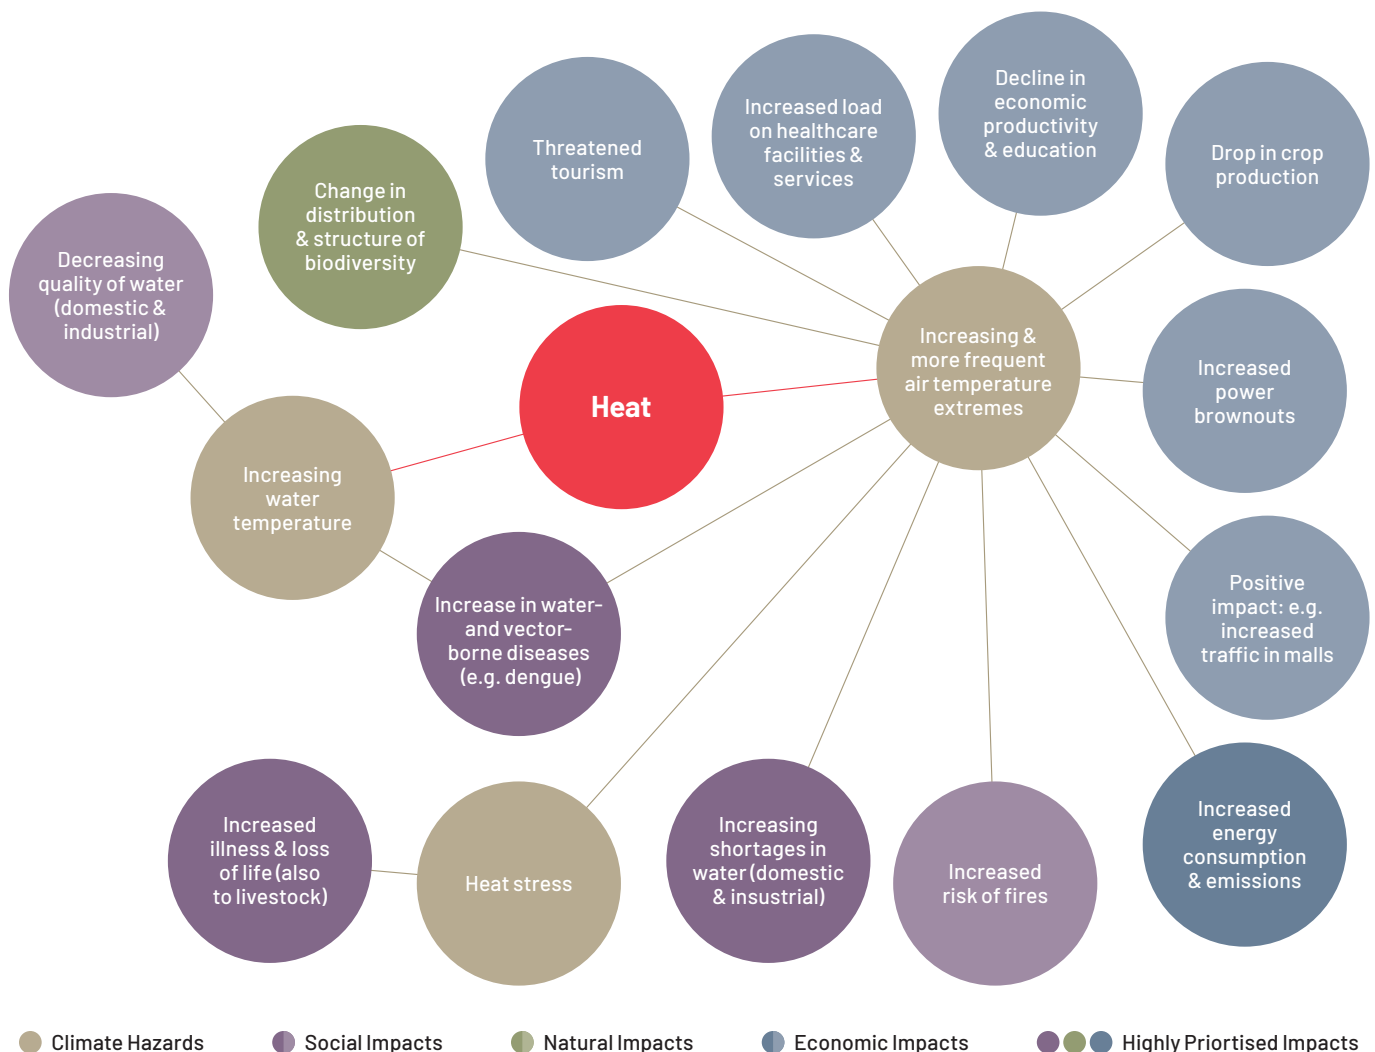 Decline in
economic
productivity
& education
Increased load
on healthcare
facilities &
services
Threatened
tourism
Drop in crop
production
Change in
distribution
& structure of
biodiversity
Decreasing
quality of water
(domestic &
industrial)
Increasing &
more frequent
air temperature
extremes
Increased
power
brownouts
Heat
Increasing
water
temperature
Increase in water-
and vector-
borne diseases
(e.g. dengue)
Positive
impact: e.g.
increased
traffic in malls
Increased
illness & loss
of life (also
to livestock)
Heat stress
Increasing
shortages in
water (domestic
& insustrial)
Increased
risk of fires
Increased
energy
consumption
& emissions
Climate Hazards
Social Impacts
Natural Impacts
Economic Impacts
Highly Priortised Impacts